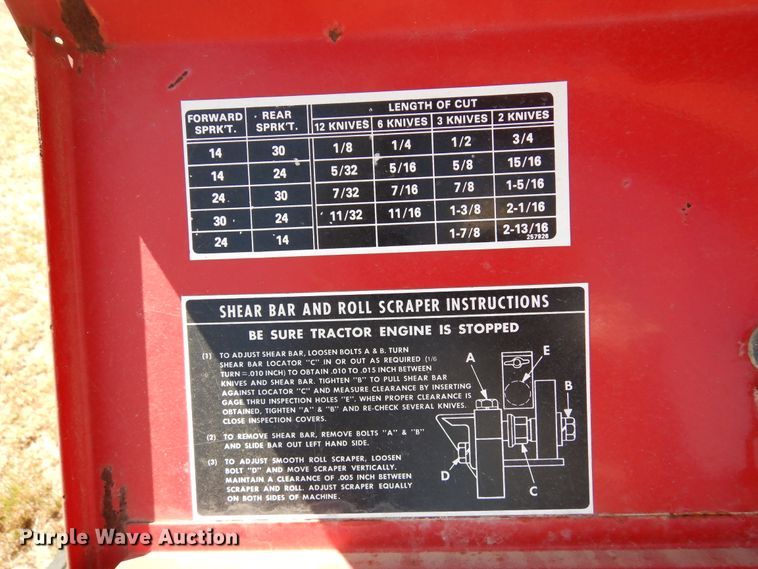 LENGTH OF CUT
FORWARD SPRK'T. REAR SPRK'T. 12 KNIVES 6 KNIVES 3 KNIVES 2 KNIVES
14 30 1/8 1/4 1/2 3/4
14 24 5/32 5/16 5/8 15/16
24 30 7/32 7/16 7/8 1-5/16
30 24 11/32 11/16 1-3/8 2-1/16
24 14 1-7/8 2-13/16
257926
SHEAR BAR AND ROLL SCRAPER INSTRUCTIONS
BE SURE TRACTOR ENGINE IS STOPPED
(1) TO ADJUST SHEAR BAR, LOOSEN BOLTS A & B. TURN
SHEAR BAR LOCATOR "C" IN OR OUT AS REQUIRED (1/6
TURN = .010 INCH) TO OBTAIN .010 TO .015 INCH BETWEEN
KNIVES AND SHEAR BAR. TIGHTEN "B" TO PULL SHEAR BAR
AGAINST LOCATOR "C" AND MEASURE CLEARANCE BY INSERTING
GAGE THRU INSPECTION HOLES "E". WHEN PROPER CLEARANCE IS
OBTAINED, TIGHTEN "A" & "B" AND RE-CHECK SEVERAL KNIVES.
CLOSE INSPECTION COVERS.
(2) TO REMOVE SHEAR BAR, REMOVE BOLTS "A" & "B"
AND SLIDE BAR OUT LEFT HAND SIDE.
(3) TO ADJUST SMOOTH ROLL SCRAPER, LOOSEN
BOLT "D" AND MOVE SCRAPER VERTICALLY.
MAINTAIN A CLEARANCE OF .005 INCH BETWEEN
SCRAPER AND ROLL. ADJUST SCRAPER EQUALLY
ON BOTH SIDES OF MACHINE.
A
E
B
D
C
Purple Wave Auction